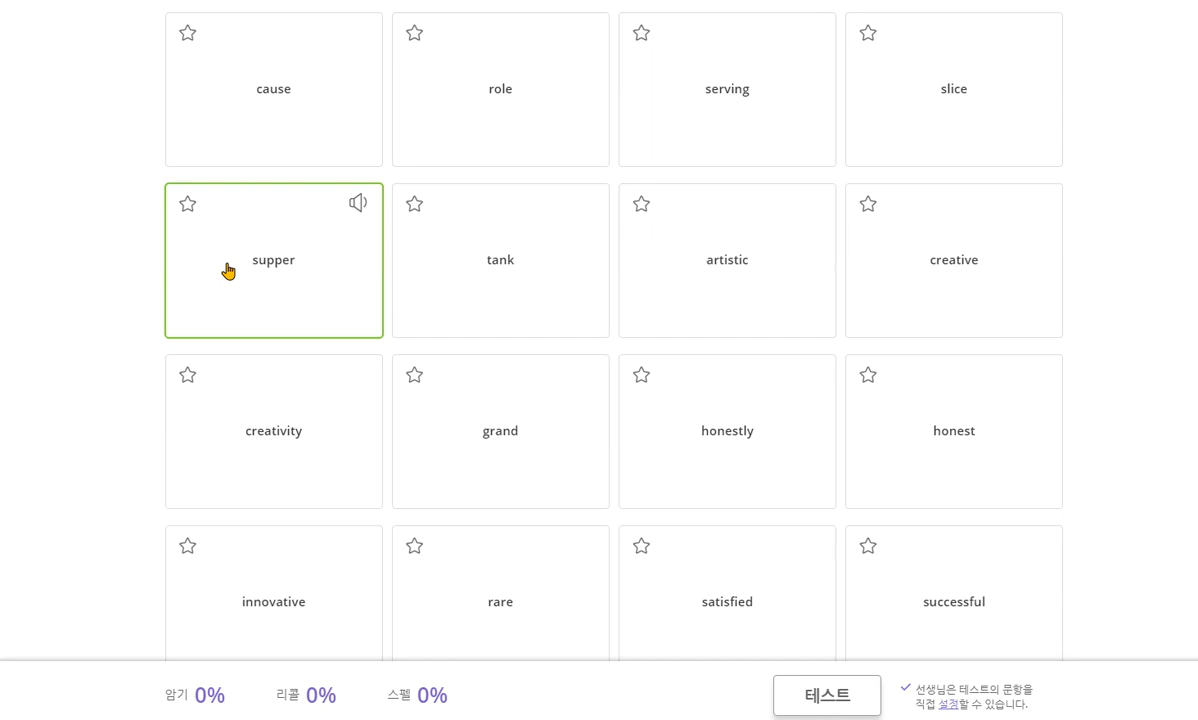 cause
role
serving
slice
supper
tank
artistic
creative
creativity
grand
honestly
honest
innovative
rare
satisfied
successful
암기 0%
리콜 0%
스펠 0%
테스트
선생님은 테스트의 문항을
직접 설정할 수 있습니다.